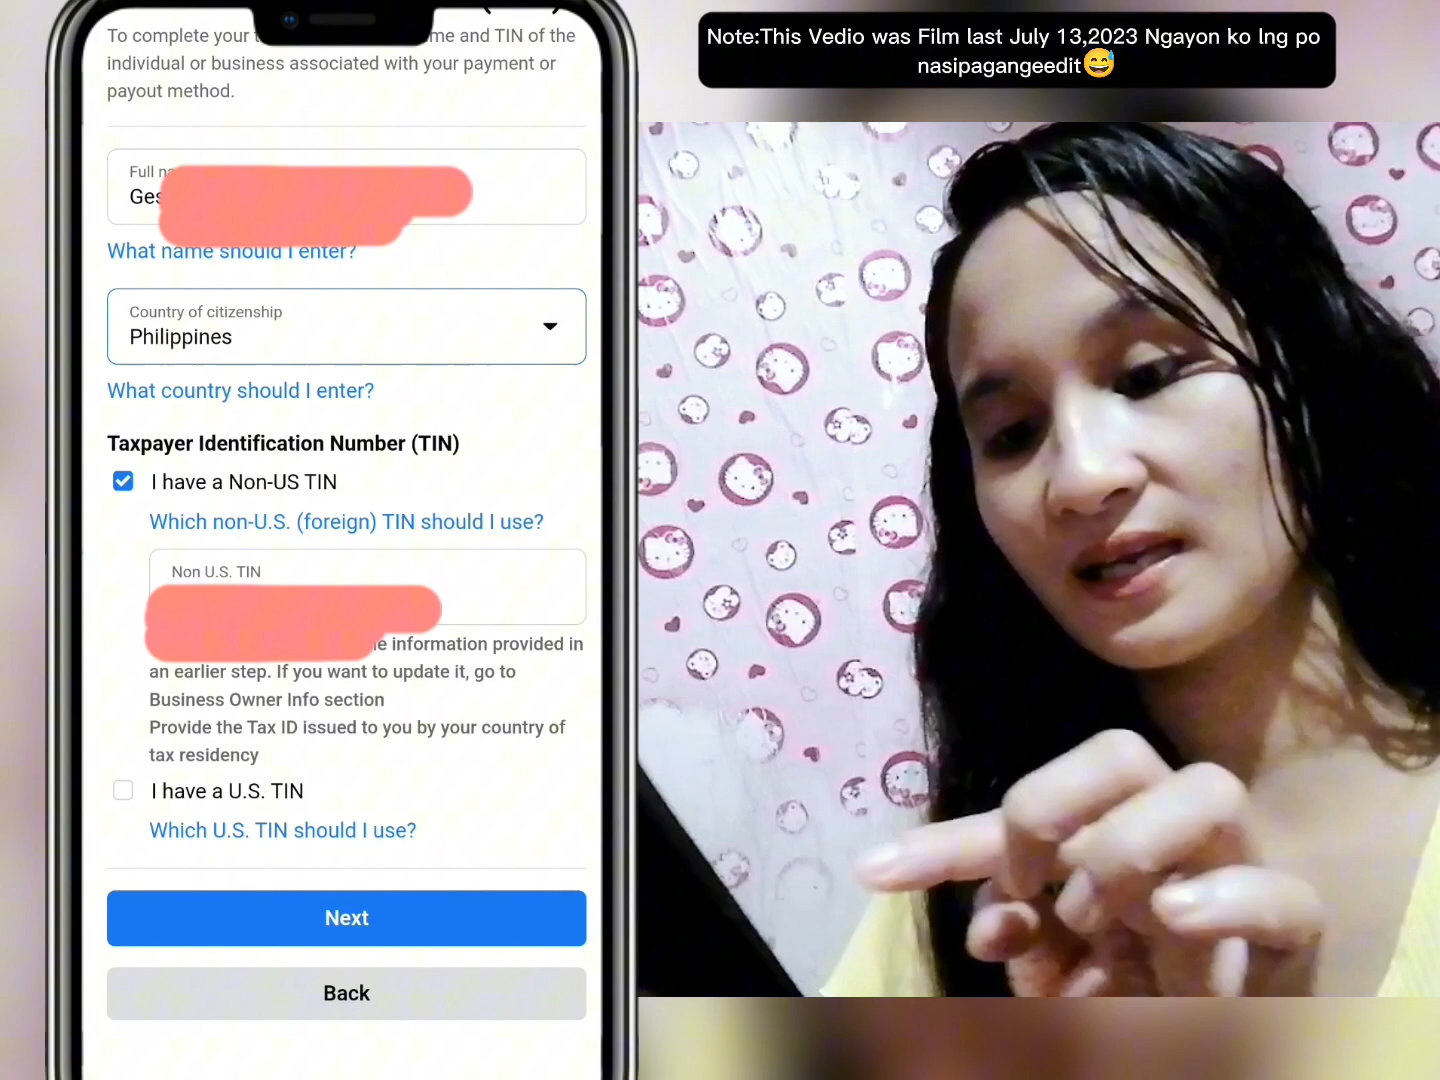 To complete your t me and TIN of the
individual or business associated with your payment or
payout method.
Full na
Ges
What name should I enter?
Country of citizenship
Philippines
What country should I enter?
Taxpayer Identification Number (TIN)
I have a Non-US TIN
Which non-U.S. (foreign) TIN should I use?
Non U.S. TIN
e information provided in
an earlier step. If you want to update it, go to
Business Owner Info section
Provide the Tax ID issued to you by your country of
tax residency
I have a U.S. TIN
Which U.S. TIN should I use?
Next
Back
Note:This Vedio was Film last July 13,2023 Ngayon ko lng po
nasipagangeedit😅